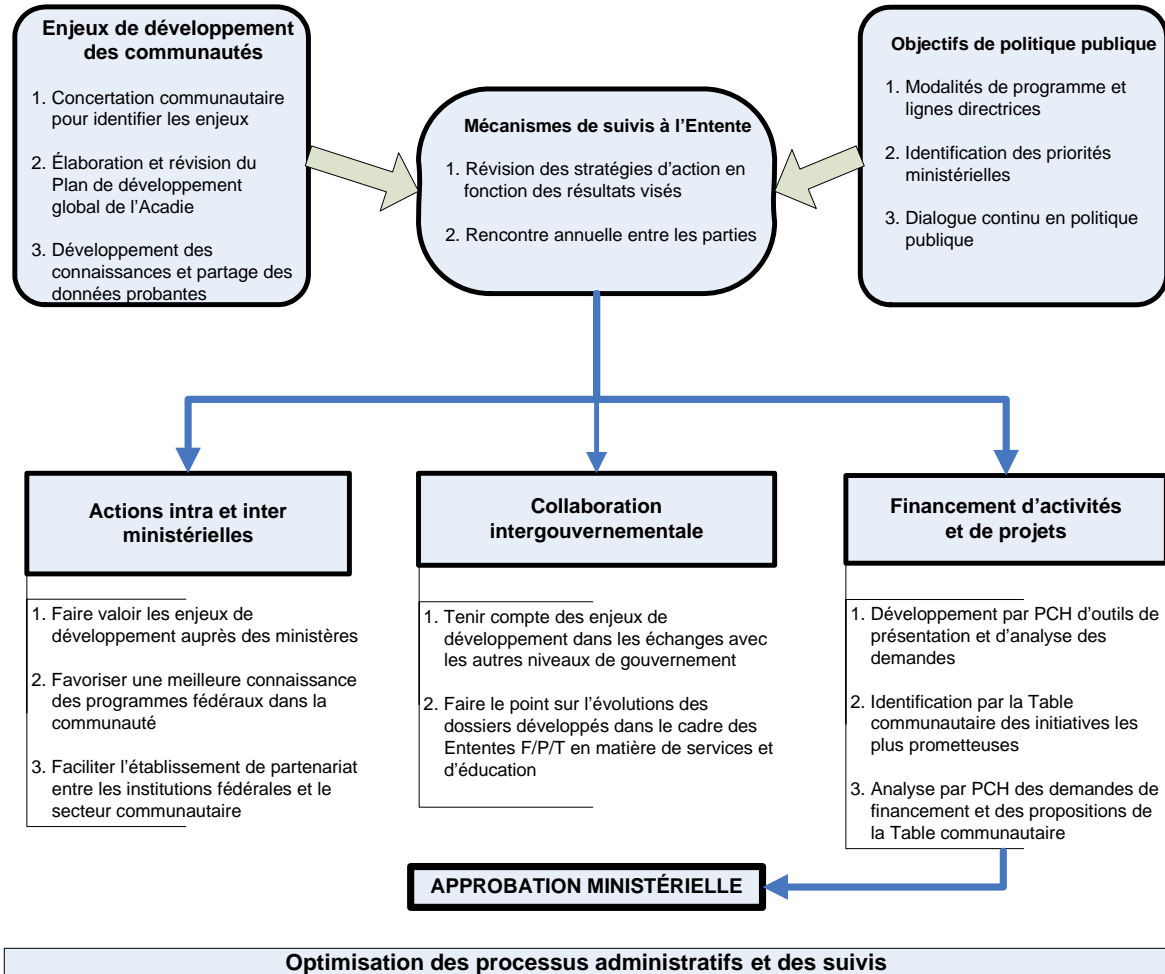 Enjeux de développement
des communautés
1. Concertation communautaire
pour identifier les enjeux
2. Élaboration et révision du
Plan de développement
global de l'Acadie
3. Développement des
connaissances et partage des
données probantes
Mécanismes de suivis à l'Entente
1. Révision des stratégies d'action en
fonction des résultats visés
2. Rencontre annuelle entre les parties
Objectifs de politique publique
1. Modalités de programme et
lignes directrices
2. Identification des priorités
ministérielles
3. Dialogue continu en politique
publique
Actions intra et inter
ministérielles
1. Faire valoir les enjeux de
développement auprès des ministères
2. Favoriser une meilleure connaissance
des programmes fédéraux dans la
communauté
3. Faciliter l'établissement de partenariat
entre les institutions fédérales et le
secteur communautaire
Collaboration
intergouvernementale
1. Tenir compte des enjeux de
développement dans les échanges avec
les autres niveaux de gouvernement
2. Faire le point sur l'évolutions des
dossiers développés dans le cadre des
Ententes F/P/T en matière de services et
d'éducation
Financement d'activités
et de projets
1. Développement par PCH d'outils de
présentation et d'analyse des
demandes
2. Identification par la Table
communautaire des initiatives les
plus prometteuses
3. Analyse par PCH des demandes de
financement et des propositions de
la Table communautaire
APPROBATION MINISTÉRIELLE
Optimisation des processus administratifs et des suivis